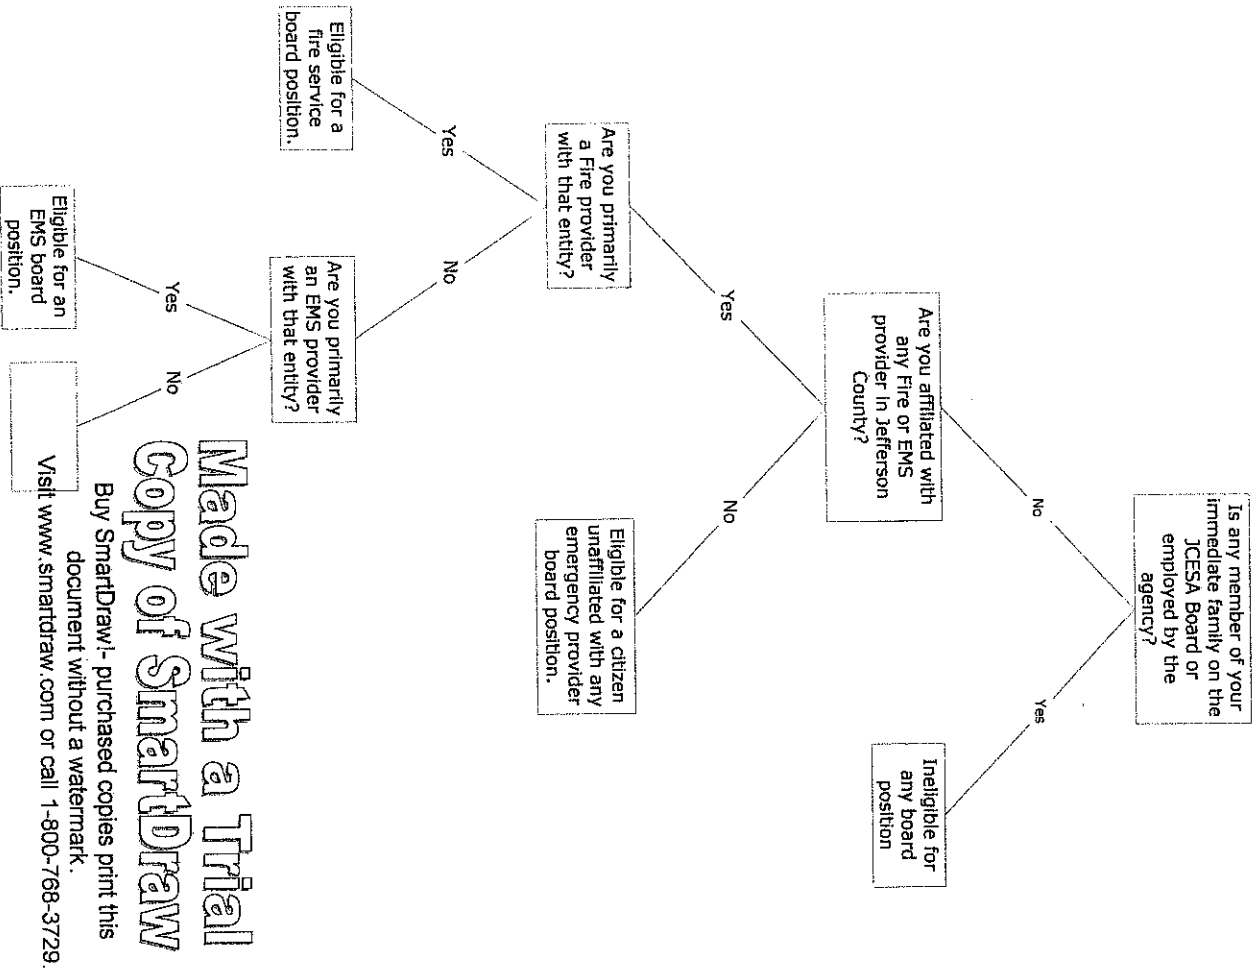 Is any member of your
immediate family on the
JCESA Board or
employed by the
agency?
No
Yes
Are you affiliated with
any Fire or EMS
provider in Jefferson
County?
Ineligible for
any board
position
Yes
No
Are you primarily
a Fire provider
with that entity?
Eligible for a citizen
unaffiliated with any
emergency provider
board position.
Yes
No
Eligible for a
fire service
board position.
Are you primarily
an EMS provider
with that entity?
Yes
No
Eligible for an
EMS board
position.
Made with a Trial
Copy of SmartDraw
Buy SmartDraw!- purchased copies print this
document without a watermark.
Visit www.smartdraw.com or call 1-800-768-3729.